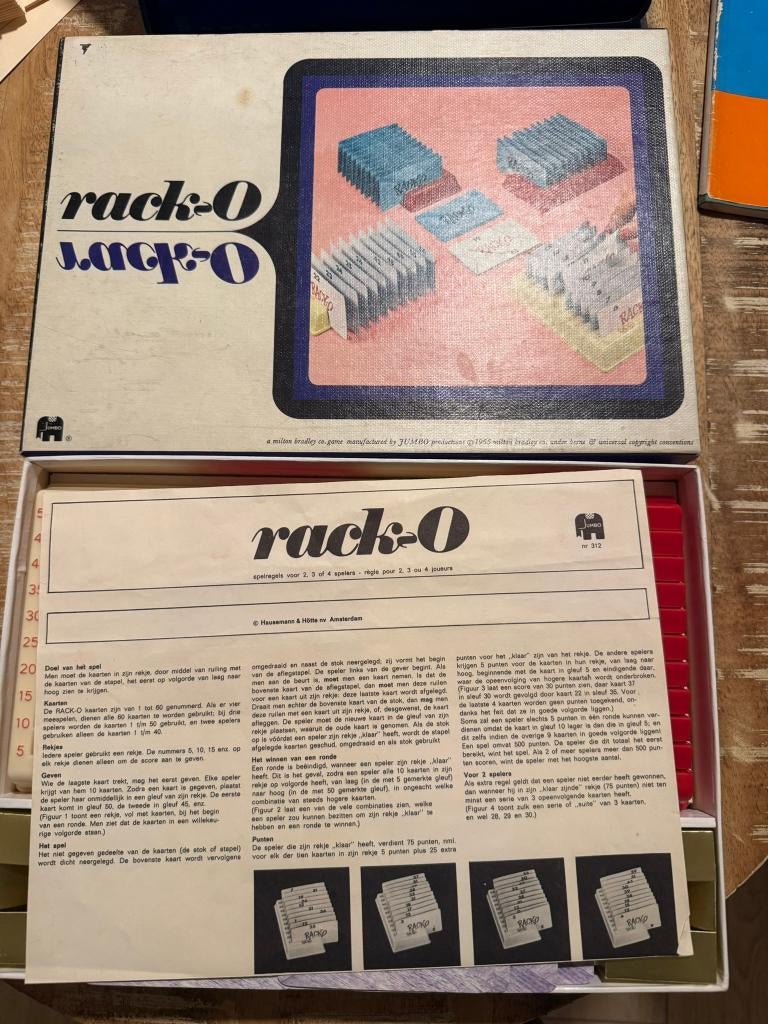 rack-O
rack-O
RACK-O
RACKO
RACKO
RACKO
RACKO
JUMBO
®
a milton bradley co. game manufactured by JUMBO productions © 1965 milton bradley co. under berne & universal copyright conventions
rack-O
JUMBO
nr 312
spelregels voor 2, 3 of 4 spelers - règle pour 2, 3 ou 4 joueurs
© Hausemann & Hötte nv Amsterdam
5
4
4
35
30
25
20
15
10
5
Doel van het spel
Men moet de kaarten in zijn rekje, door middel van ruiling met
de kaarten van de stapel, het eerst op volgorde van laag naar
hoog zien te krijgen.
Kaarten
De RACK-O kaarten zijn van 1 tot 60 genummerd. Als er vier
meespelen, dienen alle 60 kaarten te worden gebruikt; bij drie
spelers worden de kaarten 1 t/m 50 gebruikt, en twee spelers
gebruiken alleen de kaarten 1 t/m 40.
Rekjes
Iedere speler gebruikt een rekje. De nummers 5, 10, 15 enz. op
elk rekje dienen alleen om de score aan te geven.
Geven
Wie de laagste kaart trekt, mag het eerst geven. Elke speler
krijgt van hem 10 kaarten. Zodra een kaart is gegeven, plaatst
de speler haar onmiddellijk in een gleuf van zijn rekje. De eerste
kaart komt in gleuf 50, de tweede in gleuf 45, enz.
(Figuur 1 toont een rekje, vol met kaarten, bij het begin
van een ronde. Men ziet dat de kaarten in een willekeu-
rige volgorde staan.)
Het spel
Het niet gegeven gedeelte van de kaarten (de stok of stapel)
wordt dicht neergelegd. De bovenste kaart wordt vervolgens
omgedraaid en naast de stok neergelegd; zij vormt het begin
van de aflegstapel. De speler links van de gever begint. Als
men aan de beurt is, moet men een kaart nemen. Is dat de
bovenste kaart van de aflegstapel, dan moet men deze ruilen
voor een kaart uit zijn rekje: deze laatste kaart wordt afgelegd.
Draait men echter de bovenste kaart van de stok, dan mag men
deze ruilen met een kaart uit zijn rekje, of, desgewenst, de kaart
afleggen. De speler moet de nieuwe kaart in de gleuf van zijn
rekje plaatsen, waaruit de oude kaart is genomen. Als de stok
op is vóórdat een speler zijn rekje „klaar" heeft, wordt de stapel
afgelegde kaarten geschud, omgedraaid en als stok gebruikt
Het winnen van een ronde
Een ronde is beëindigd, wanneer een speler zijn rekje „klaar"
heeft. Dit is het geval, zodra een speler alle 10 kaarten in zijn
rekje op volgorde heeft, van laag (in de met 5 gemerkte gleuf)
naar hoog (in de met 50 gemerkte gleuf), in ongeacht welke
combinatie van steeds hogere kaarten.
(Figuur 2 laat een van de vele combinaties zien, welke
een speler zou kunnen bezitten om zijn rekje „klaar" te
hebben en een ronde te winnen.)
Punten
De speler die zijn rekje „klaar" heeft, verdient 75 punten, nml.
voor elk der tien kaarten in zijn rekje 5 punten plus 25 extra
punten voor het „klaar" zijn van het rekje. De andere spelers
krijgen 5 punten voor de kaarten in hun rekje, van laag naar
hoog, beginnende met de kaart in gleuf 5 en eindigende daar,
waar de opeenvolging van hogere kaarten wordt onderbroken.
(Figuur 3 laat een score van 30 punten zien, daar kaart 37
in sleuf 30 wordt gevolgd door kaart 22 in sleuf 35. Voor
de laatste 4 kaarten worden geen punten toegekend, on-
danks het feit dat ze in goede volgorde liggen.)
Soms zal een speler slechts 5 punten in één ronde kunnen ver-
dienen omdat de kaart in gleuf 10 lager is dan die in gleuf 5; en
dit zelfs indien de overige 9 kaarten in goede volgorde liggen!
Een spel omvat 500 punten. De speler die dit totaal het eerst
bereikt, wint het spel. Als 2 of meer spelers meer dan 500 pun-
ten scoren, wint de speler met het hoogste aantal.
Voor 2 spelers
Als extra regel geldt dat een speler niet eerder heeft gewonnen,
dan wanneer hij in zijn „klaar zijnde" rekje (75 punten) niet ten
minst een serie van 3 opeenvolgende kaarten heeft.
(Figuur 4 toont zulk een serie of „suite" van 3 kaarten,
en wel 28, 29 en 30.)
RACKO
RACKO
RACKO
RACKO